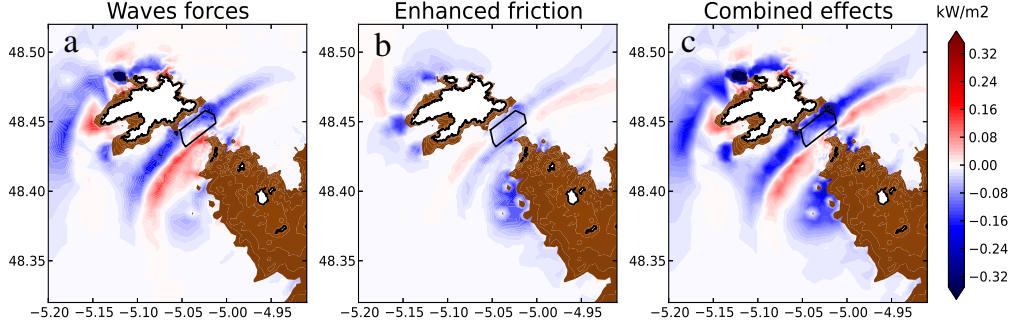 Waves forces
Enhanced friction
Combined effects
kW/m2
a
b
c
48.50
48.45
48.40
48.35
48.50
48.45
48.40
48.35
48.50
48.45
48.40
48.35
0.32
0.24
0.16
0.08
0.00
−0.08
−0.16
−0.24
−0.32
−5.20 −5.15 −5.10 −5.05 −5.00 −4.95
−5.20 −5.15 −5.10 −5.05 −5.00 −4.95
−5.20 −5.15 −5.10 −5.05 −5.00 −4.95